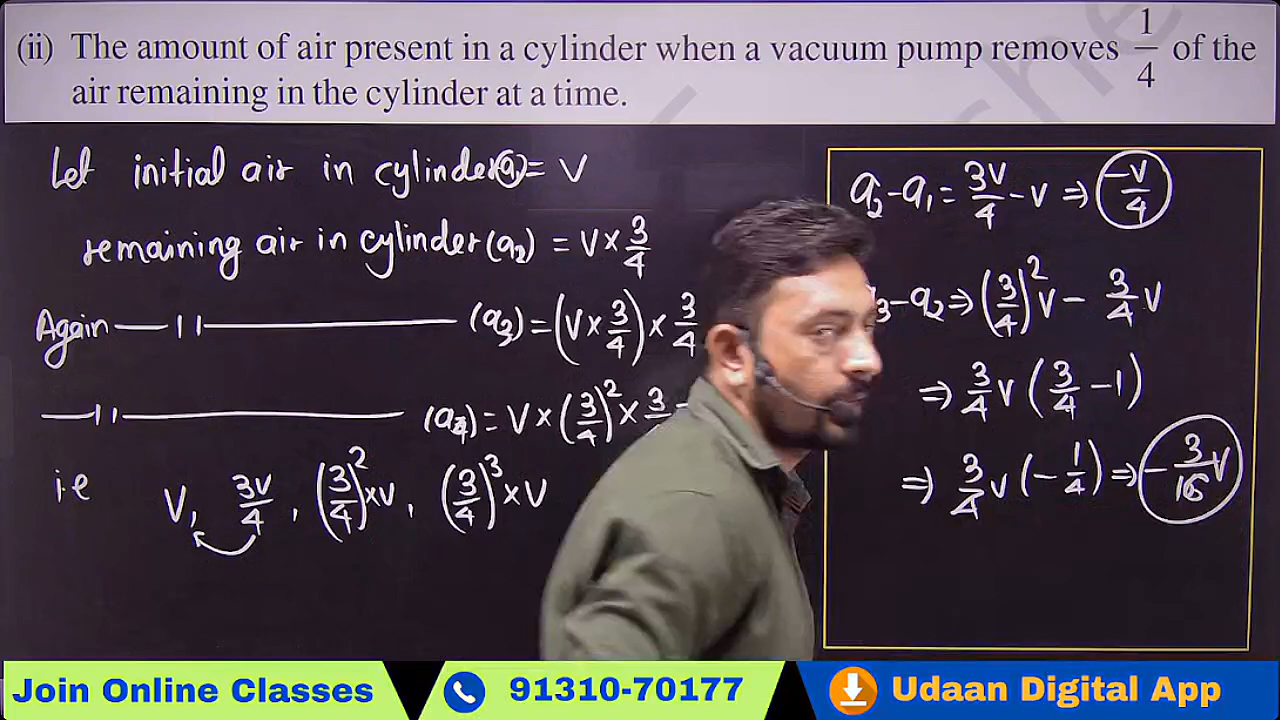 (ii) The amount of air present in a cylinder when a vacuum pump removes 1/4 of the
air remaining in the cylinder at a time.
Let initial air in cylinder(a₁) = V
remaining air in cylinder (a₂) = V × 3/4
Again —〃— (a₃) = (V × 3/4) × 3/4
—〃— (a₄) = V × (3/4)² × 3
i.e V, 3V/4, (3/4)² × V, (3/4)³ × V
a₂ - a₁ = 3V/4 - V ⇒ -V/4
3 - a₂ ⇒ (3/4)² V - 3/4 V
⇒ 3/4 V (3/4 - 1)
⇒ 3/4 V (- 1/4) ⇒ - 3/16 V
Join Online Classes
91310-70177
Udaan Digital App